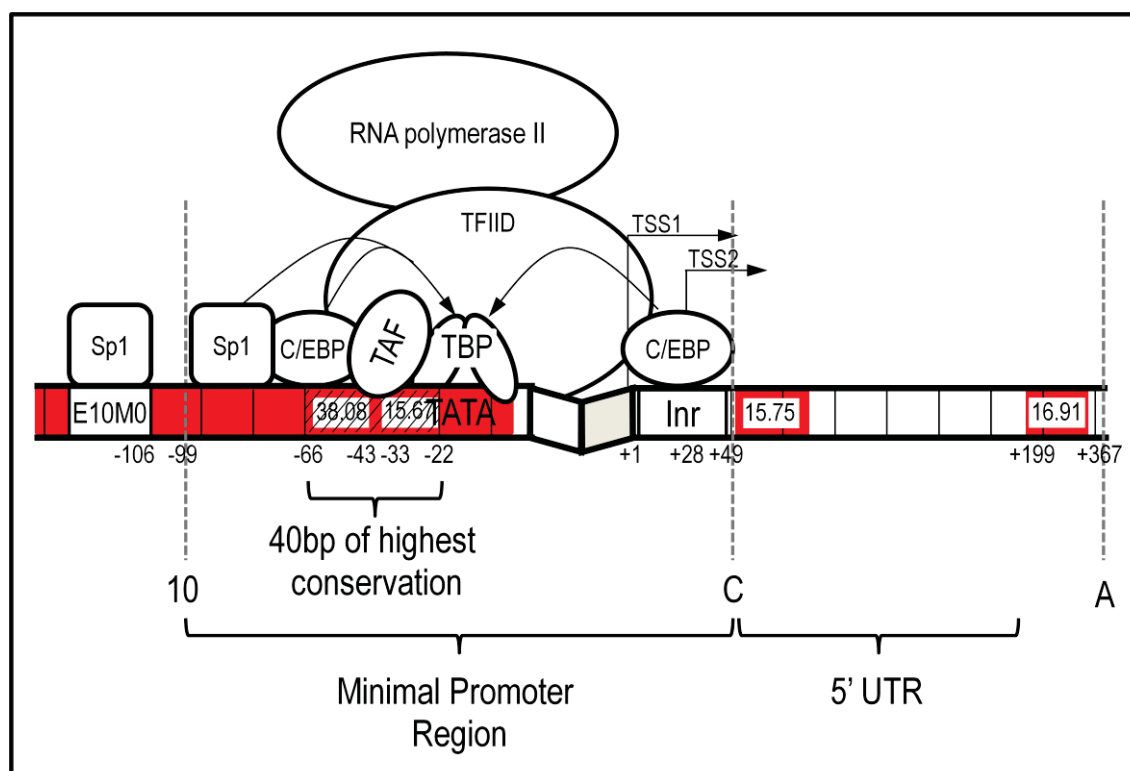 RNA polymerase II
TFIID
TSS1
TSS2
Sp1
Sp1
C/EBP
TAF
TBP
C/EBP
E10M0
38.08
15.67
TATA
Inr
15.75
16.91
-106 -99 -66 -43 -33 -22 +1 +28 +49 +199 +367
40bp of highest
conservation
10
C
A
Minimal Promoter
Region
5’ UTR